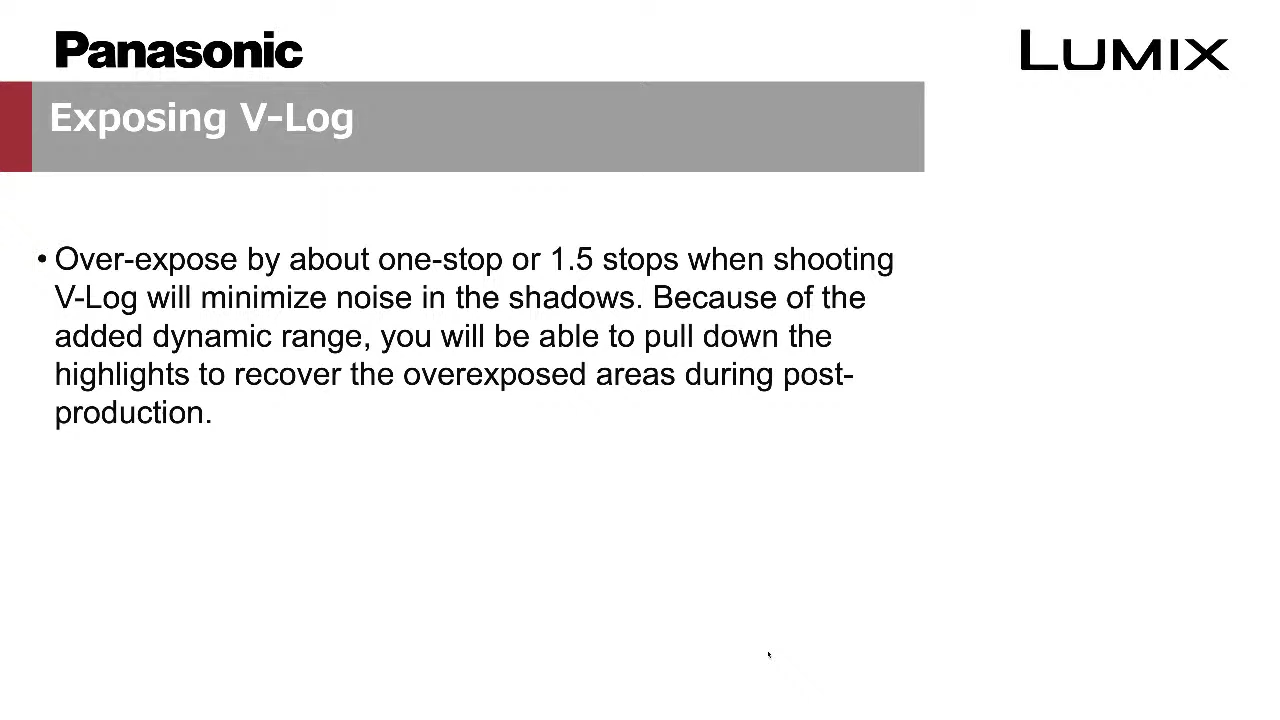 Panasonic
LUMIX
Exposing V-Log
• Over-expose by about one-stop or 1.5 stops when shooting
V-Log will minimize noise in the shadows. Because of the
added dynamic range, you will be able to pull down the
highlights to recover the overexposed areas during post-
production.